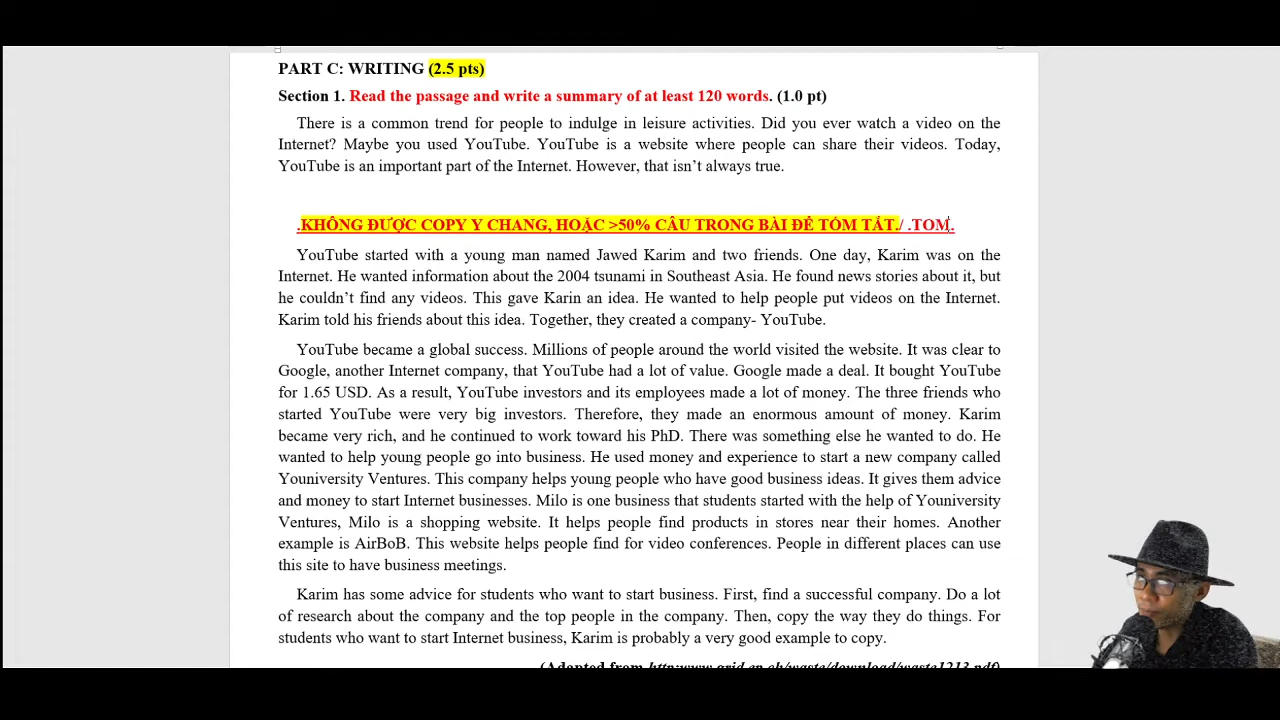 PART C: WRITING (2.5 pts)
Section 1. Read the passage and write a summary of at least 120 words. (1.0 pt)
There is a common trend for people to indulge in leisure activities. Did you ever watch a video on the
Internet? Maybe you used YouTube. YouTube is a website where people can share their videos. Today,
YouTube is an important part of the Internet. However, that isn’t always true.
.KHÔNG ĐƯỢC COPY Y CHANG, HOẶC >50% CÂU TRONG BÀI ĐỂ TÓM TẮT./ .TOM.
YouTube started with a young man named Jawed Karim and two friends. One day, Karim was on the
Internet. He wanted information about the 2004 tsunami in Southeast Asia. He found news stories about it, but
he couldn’t find any videos. This gave Karin an idea. He wanted to help people put videos on the Internet.
Karim told his friends about this idea. Together, they created a company- YouTube.
YouTube became a global success. Millions of people around the world visited the website. It was clear to
Google, another Internet company, that YouTube had a lot of value. Google made a deal. It bought YouTube
for 1.65 USD. As a result, YouTube investors and its employees made a lot of money. The three friends who
started YouTube were very big investors. Therefore, they made an enormous amount of money. Karim
became very rich, and he continued to work toward his PhD. There was something else he wanted to do. He
wanted to help young people go into business. He used money and experience to start a new company called
Youniversity Ventures. This company helps young people who have good business ideas. It gives them advice
and money to start Internet businesses. Milo is one business that students started with the help of Youniversity
Ventures, Milo is a shopping website. It helps people find products in stores near their homes. Another
example is AirBoB. This website helps people find for video conferences. People in different places can use
this site to have business meetings.
Karim has some advice for students who want to start business. First, find a successful company. Do a lot
of research about the company and the top people in the company. Then, copy the way they do things. For
students who want to start Internet business, Karim is probably a very good example to copy.
(Adapted from http:www.grid.en.ch/waste/download/waste1213.pdf)